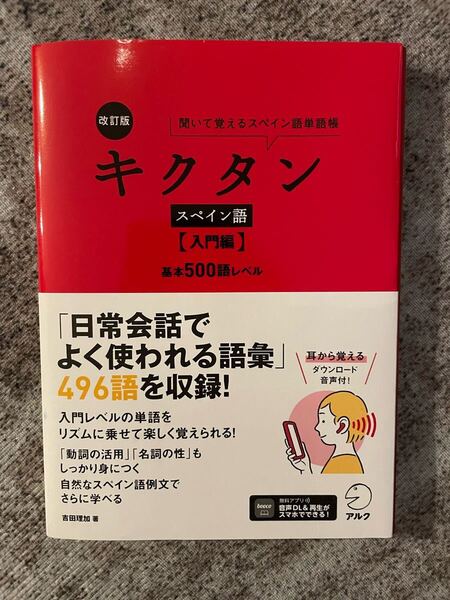 改訂版
聞いて覚えるスペイン語単語帳
キクタン
スペイン語
【入門編】
基本500語レベル
「日常会話で
よく使われる語彙」
496語を収録!
耳から覚える
ダウンロード
音声付!
入門レベルの単語を
リズムに乗せて楽しく覚えられる!
「動詞の活用」「名詞の性」も
しっかり身につく
自然なスペイン語例文で
さらに学べる
吉田理加 著
booco
無料アプリ
音声DL&再生が
スマホでできる!
アルク